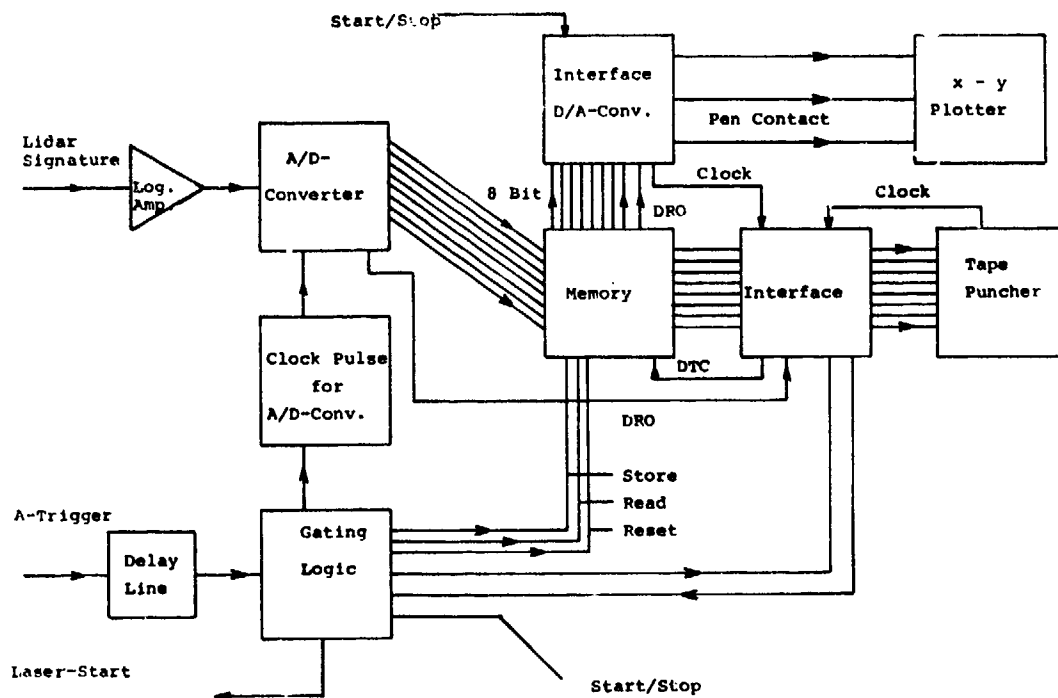 Start/Stop
Interface
D/A-Conv.
x - y
Plotter
Pen Contact
Lidar
Signature
Log.
Amp.
A/D-
Converter
8 Bit
DRO
Clock
Clock
Memory
Interface
Tape
Puncher
Clock Pulse
for
A/D-Conv.
DTC
DRO
Store
Read
Reset
A-Trigger
Delay
Line
Gating
Logic
Laser-Start
Start/Stop